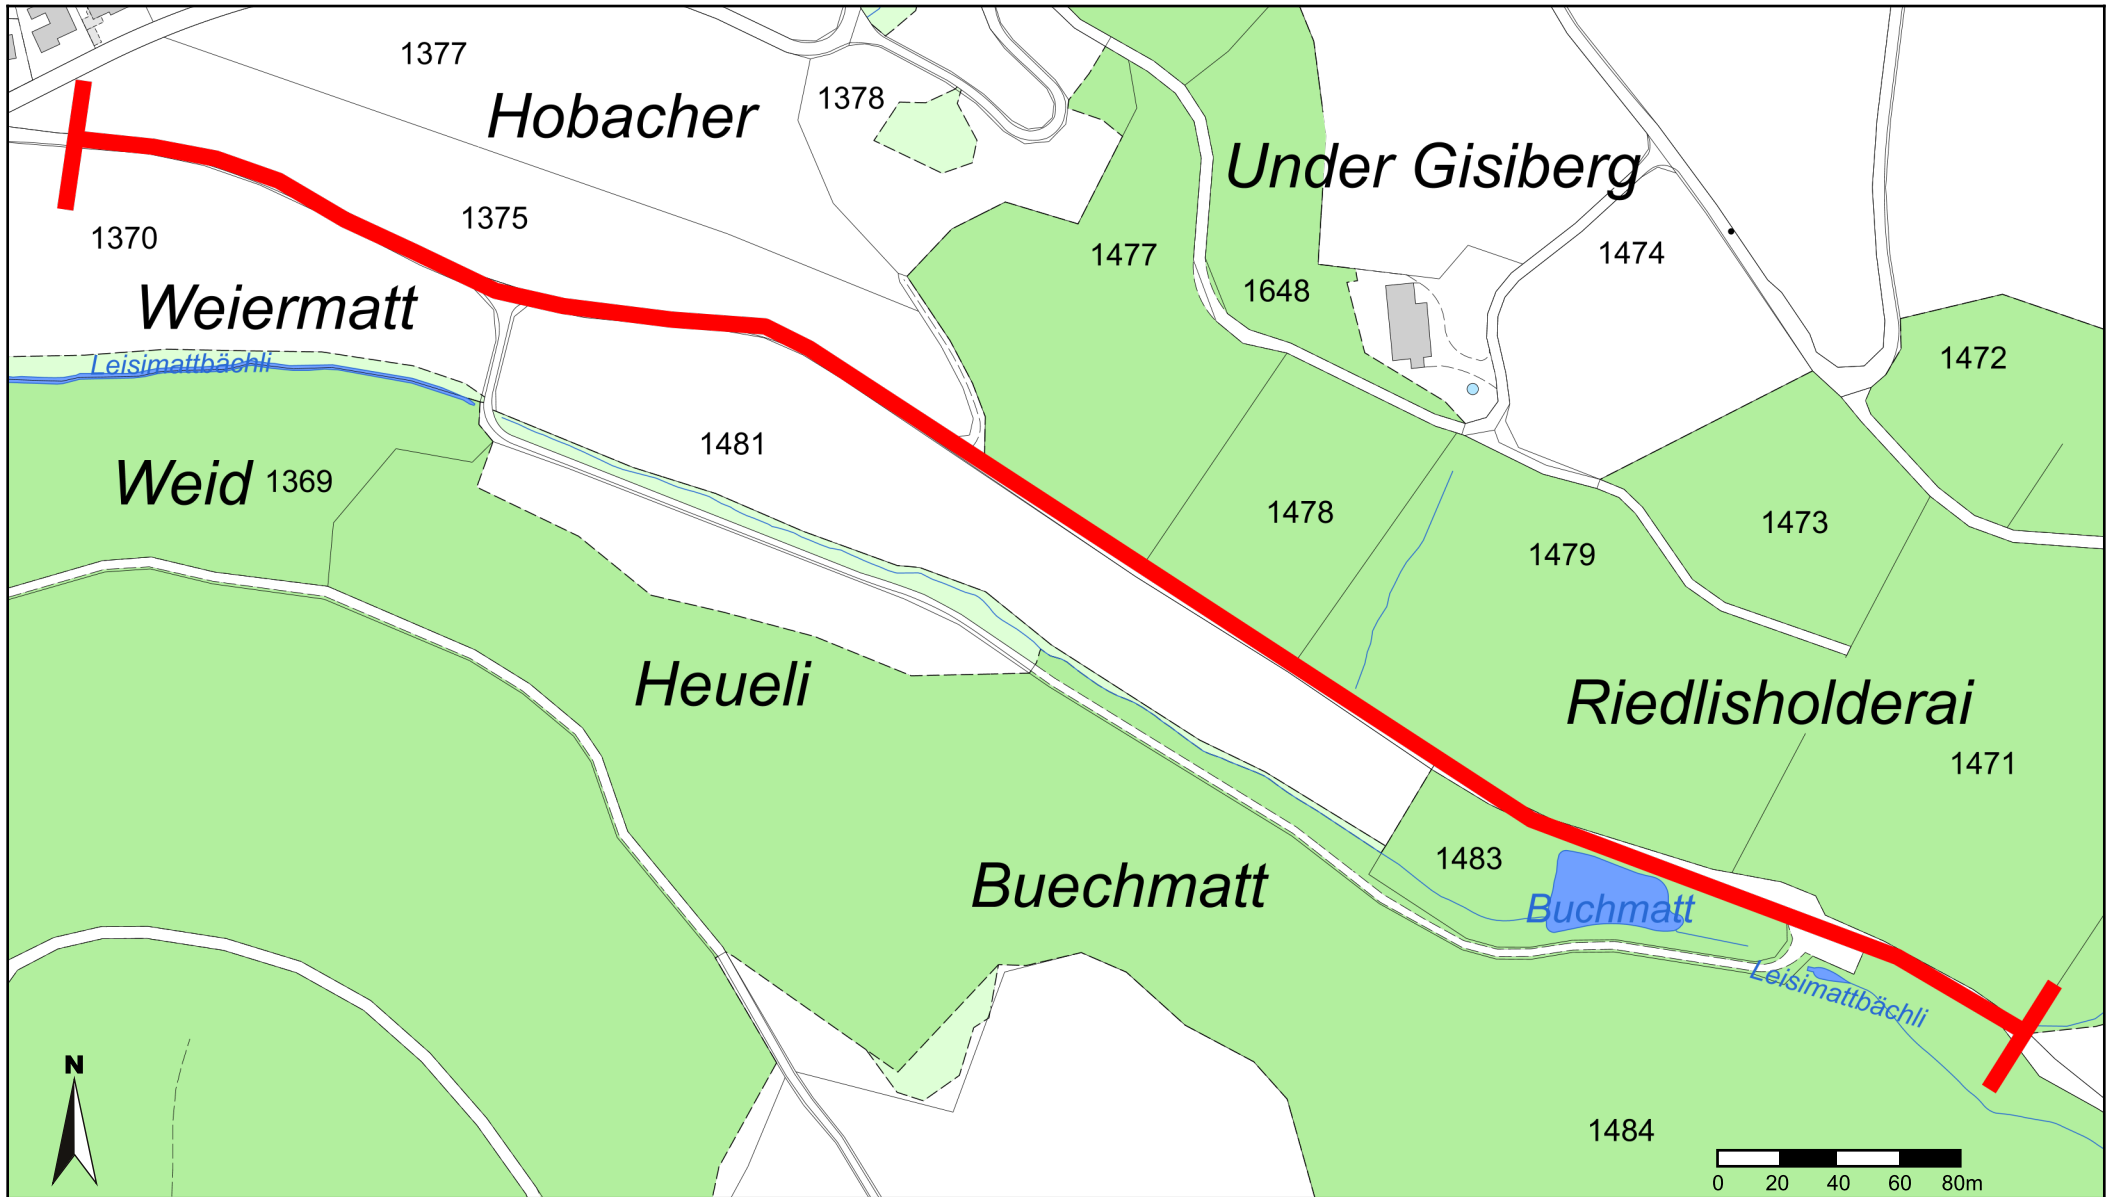 1377
1378
Hobacher
Under Gisiberg
1375
1370
1477
1474
1648
Weiermatt
Leisimattbächli
1472
1481
Weid 1369
1478
1473
1479
Heueli
Riedlisholderai
1471
Buechmatt
1483
Buchmatt
Leisimattbächli
N
1484
0 20 40 60 80m